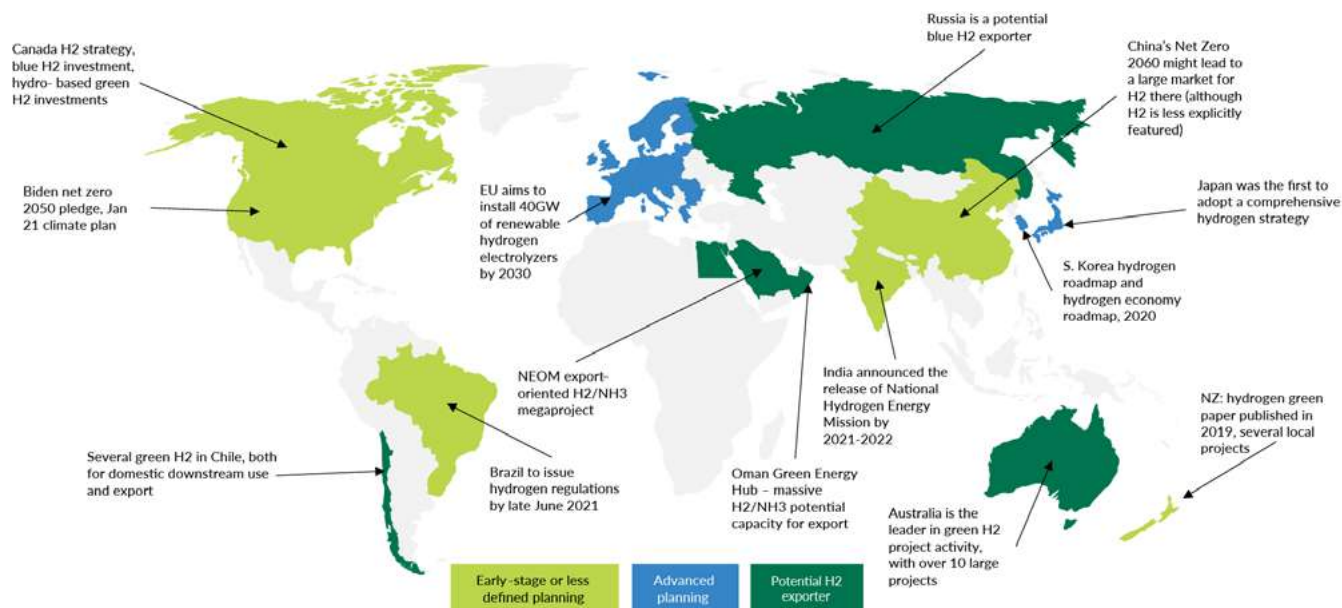 Canada H2 strategy,
blue H2 investment,
hydro- based green
H2 investments
Biden net zero
2050 pledge, Jan
21 climate plan
EU aims to
install 40GW
of renewable
hydrogen
electrolyzers
by 2030
Russia is a potential
blue H2 exporter
China's Net Zero
2060 might lead to
a large market for
H2 there (although
H2 is less explicitly
featured)
Japan was the first to
adopt a comprehensive
hydrogen strategy
S. Korea hydrogen
roadmap and
hydrogen economy
roadmap, 2020
NEOM export-
oriented H2/NH3
megaproject
India announced the
release of National
Hydrogen Energy
Mission by
2021-2022
NZ: hydrogen green
paper published in
2019, several local
projects
Several green H2 in Chile, both
for domestic downstream use
and export
Brazil to issue
hydrogen regulations
by late June 2021
Oman Green Energy
Hub – massive
H2/NH3 potential
capacity for export
Australia is the
leader in green H2
project activity,
with over 10 large
projects
Early -stage or less
defined planning
Advanced
planning
Potential H2
exporter